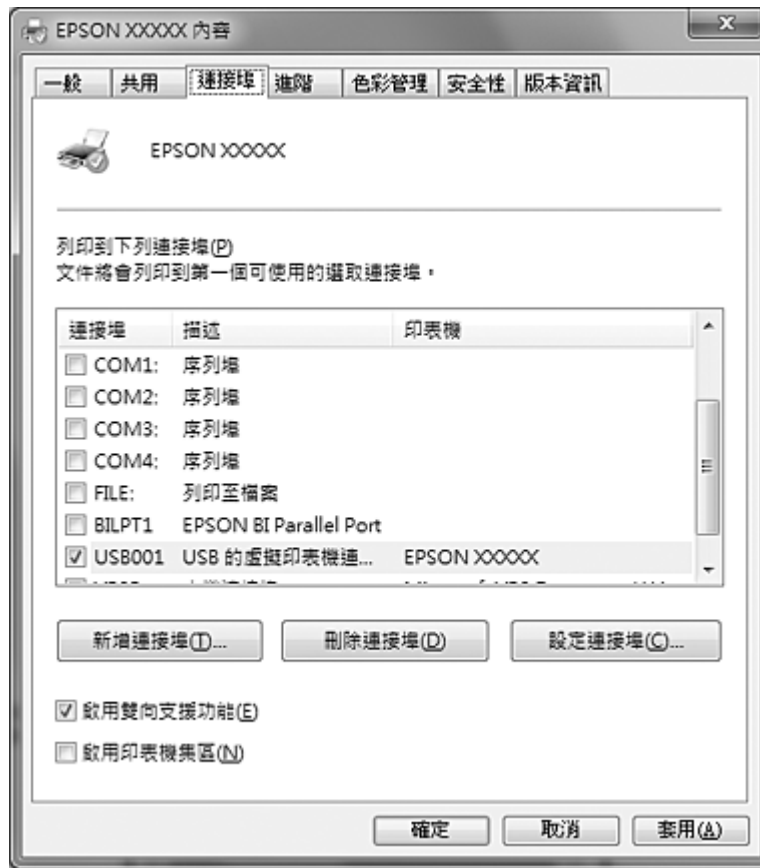 EPSON XXXXX 內容
一般 共用 連接埠 進階 色彩管理 安全性 版本資訊
EPSON XXXXX
列印到下列連接埠(P)
文件將會列印到第一個可使用的選取連接埠。
連接埠 描述 印表機
COM1: 序列埠
COM2: 序列埠
COM3: 序列埠
COM4: 序列埠
FILE: 列印至檔案
BILPT1 EPSON BI Parallel Port
USB001 USB 的虛擬印表機連... EPSON XXXXX
新增連接埠(T)... 刪除連接埠(D) 設定連接埠(C)...
啟用雙向支援功能(E)
啟用印表機集區(N)
確定 取消 套用(A)